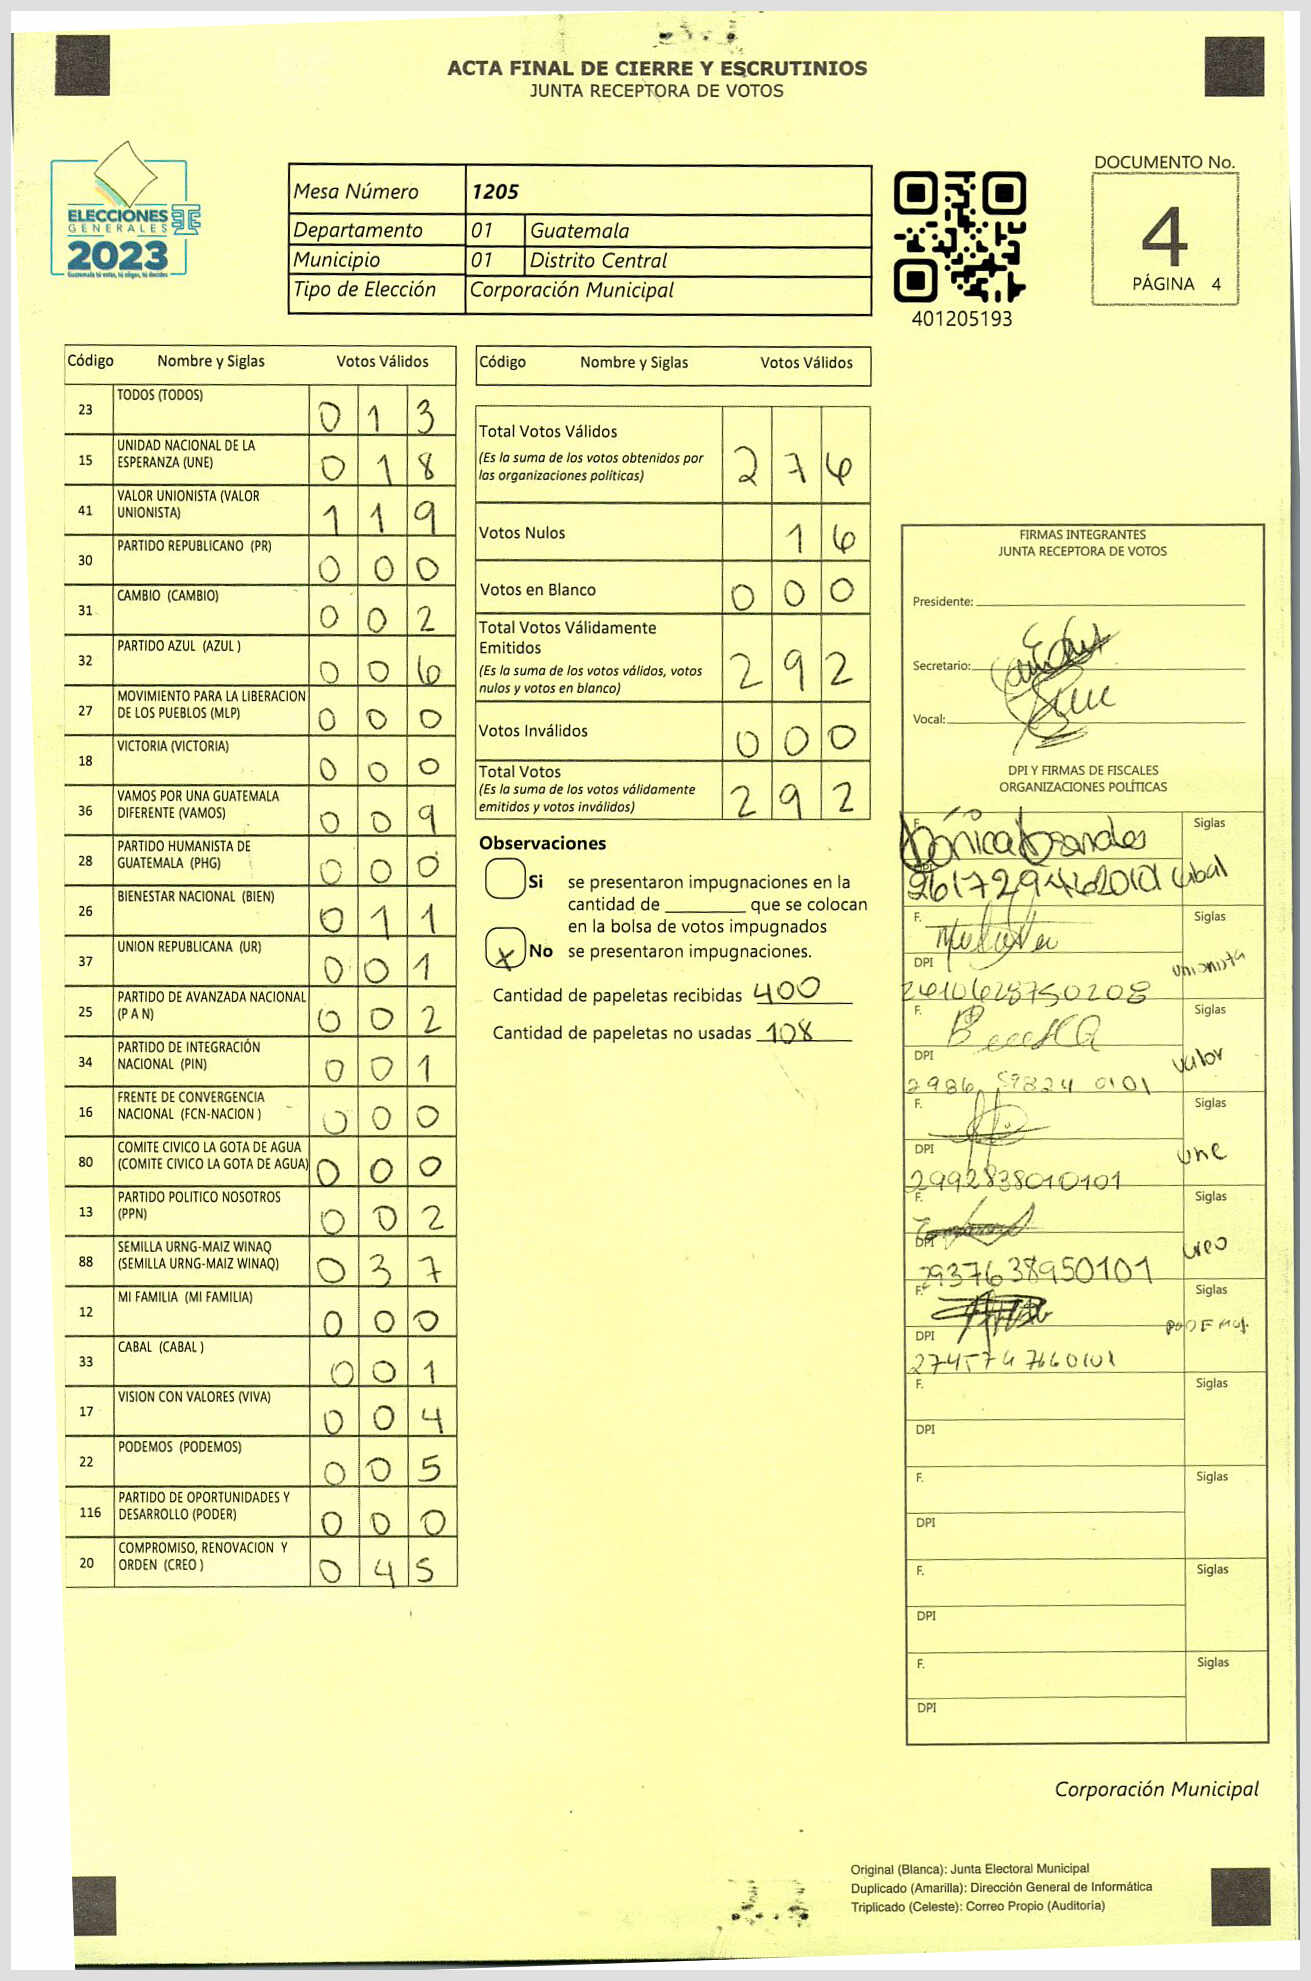 ACTA FINAL DE CIERRE Y ESCRUTINIOS
JUNTA RECEPTORA DE VOTOS
ELECCIONES
GENERALES
2023
Guatemala tú votas, tú eliges, tú decides
Mesa Número 1205
Departamento 01 Guatemala
Municipio 01 Distrito Central
Tipo de Elección Corporación Municipal
401205193
DOCUMENTO No.
4
PÁGINA 4
Código Nombre y Siglas Votos Válidos
23 TODOS (TODOS) 0 1 3
15 UNIDAD NACIONAL DE LA ESPERANZA (UNE) 0 1 8
41 VALOR UNIONISTA (VALOR UNIONISTA) 1 1 9
30 PARTIDO REPUBLICANO (PR) 0 0 0
31 CAMBIO (CAMBIO) 0 0 2
32 PARTIDO AZUL (AZUL ) 0 0 6
27 MOVIMIENTO PARA LA LIBERACION DE LOS PUEBLOS (MLP) 0 0 0
18 VICTORIA (VICTORIA) 0 0 0
36 VAMOS POR UNA GUATEMALA DIFERENTE (VAMOS) 0 0 9
28 PARTIDO HUMANISTA DE GUATEMALA (PHG) 0 0 0
26 BIENESTAR NACIONAL (BIEN) 0 1 1
37 UNION REPUBLICANA (UR) 0 0 1
25 PARTIDO DE AVANZADA NACIONAL (P A N) 0 0 2
34 PARTIDO DE INTEGRACIÓN NACIONAL (PIN) 0 0 1
16 FRENTE DE CONVERGENCIA NACIONAL (FCN-NACION ) 0 0 0
80 COMITE CIVICO LA GOTA DE AGUA (COMITE CIVICO LA GOTA DE AGUA) 0 0 0
13 PARTIDO POLITICO NOSOTROS (PPN) 0 0 2
88 SEMILLA URNG-MAIZ WINAQ (SEMILLA URNG-MAIZ WINAQ) 0 3 7
12 MI FAMILIA (MI FAMILIA) 0 0 0
33 CABAL (CABAL ) 0 0 1
17 VISION CON VALORES (VIVA) 0 0 4
22 PODEMOS (PODEMOS) 0 0 5
116 PARTIDO DE OPORTUNIDADES Y DESARROLLO (PODER) 0 0 0
20 COMPROMISO, RENOVACION Y ORDEN (CREO ) 0 4 5
Código Nombre y Siglas Votos Válidos
Total Votos Válidos 2 7 6
(Es la suma de los votos obtenidos por
las organizaciones políticas)
Votos Nulos 1 6
Votos en Blanco 0 0 0
Total Votos Válidamente
Emitidos 2 9 2
(Es la suma de los votos válidos, votos
nulos y votos en blanco)
Votos Inválidos 0 0 0
Total Votos 2 9 2
(Es la suma de los votos válidamente
emitidos y votos inválidos)
Observaciones
Si se presentaron impugnaciones en la
cantidad de ________ que se colocan
en la bolsa de votos impugnados
X No se presentaron impugnaciones.
Cantidad de papeletas recibidas 400
Cantidad de papeletas no usadas 108
FIRMAS INTEGRANTES
JUNTA RECEPTORA DE VOTOS
Presidente:
Secretario:
Vocal:
DPI Y FIRMAS DE FISCALES
ORGANIZACIONES POLÍTICAS
F. Siglas
DPI Cabal
F. Siglas
DPI Unionista
2410628750208
F. Siglas
DPI valor
2986 59824 0101
F. Siglas
DPI une
2992838010101
F. Siglas
DPI creo
2937638950101
F. Siglas
DPI PODEMOS
F. Siglas
DPI
F. Siglas
DPI
F. Siglas
DPI
F. Siglas
DPI
Corporación Municipal
Original (Blanca): Junta Electoral Municipal
Duplicado (Amarilla): Dirección General de Informática
Triplicado (Celeste): Correo Propio (Auditoría)